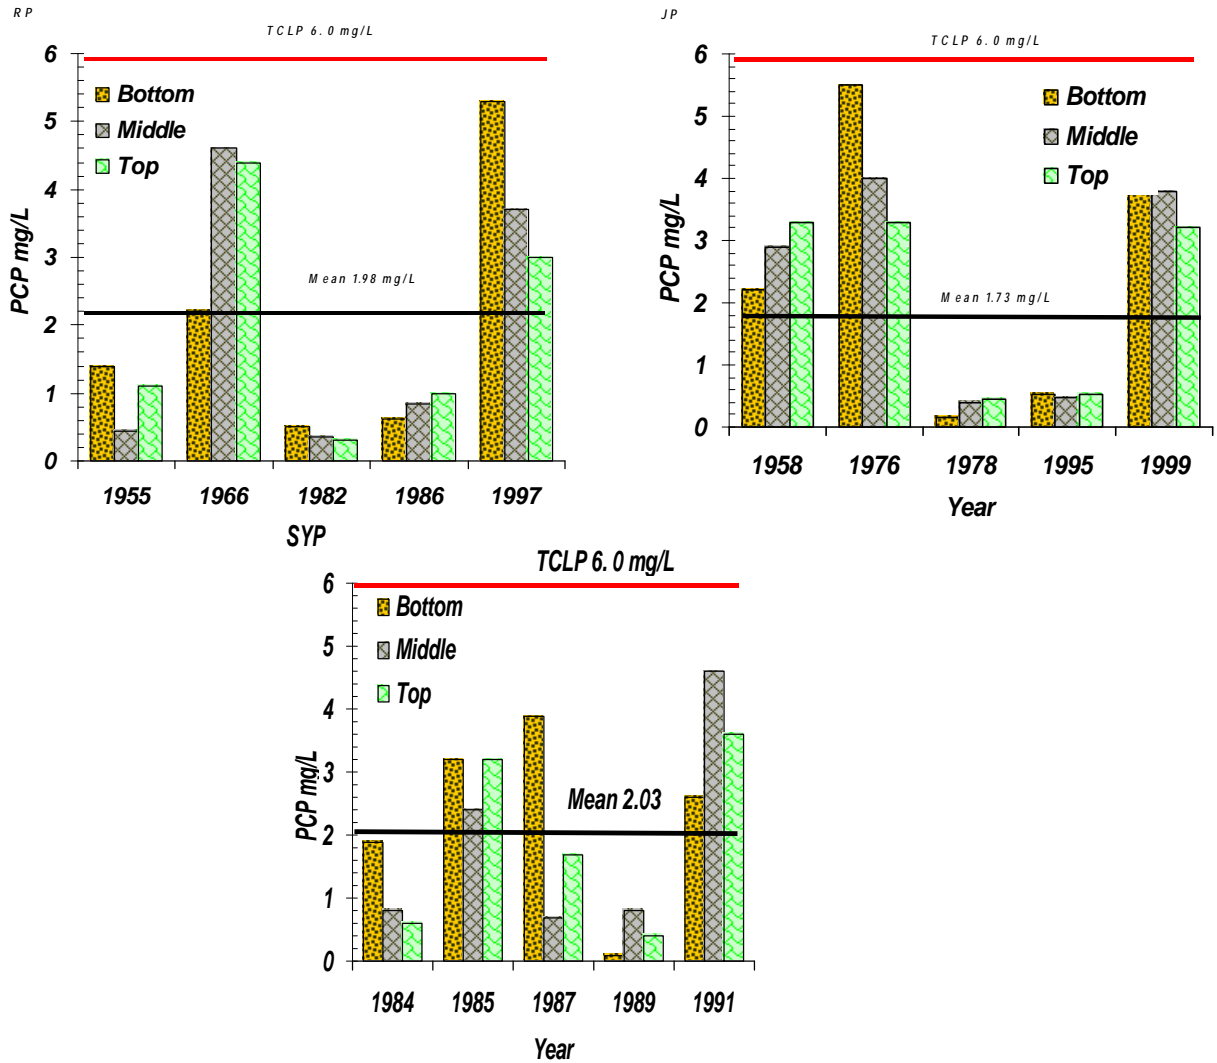 RP
TCLP 6.0 mg/L
6
5
4
3
2
1
0
PCP mg/L
Bottom
Middle
Top
Mean 1.98 mg/L
1955 1966 1982 1986 1997
JP
TCLP 6.0 mg/L
6
5
4
3
2
1
0
PCP mg/L
Bottom
Middle
Top
Mean 1.73 mg/L
1958 1976 1978 1995 1999
Year
SYP
TCLP 6. 0 mg/L
6
5
4
3
2
1
0
PCP mg/L
Bottom
Middle
Top
Mean 2.03
1984 1985 1987 1989 1991
Year